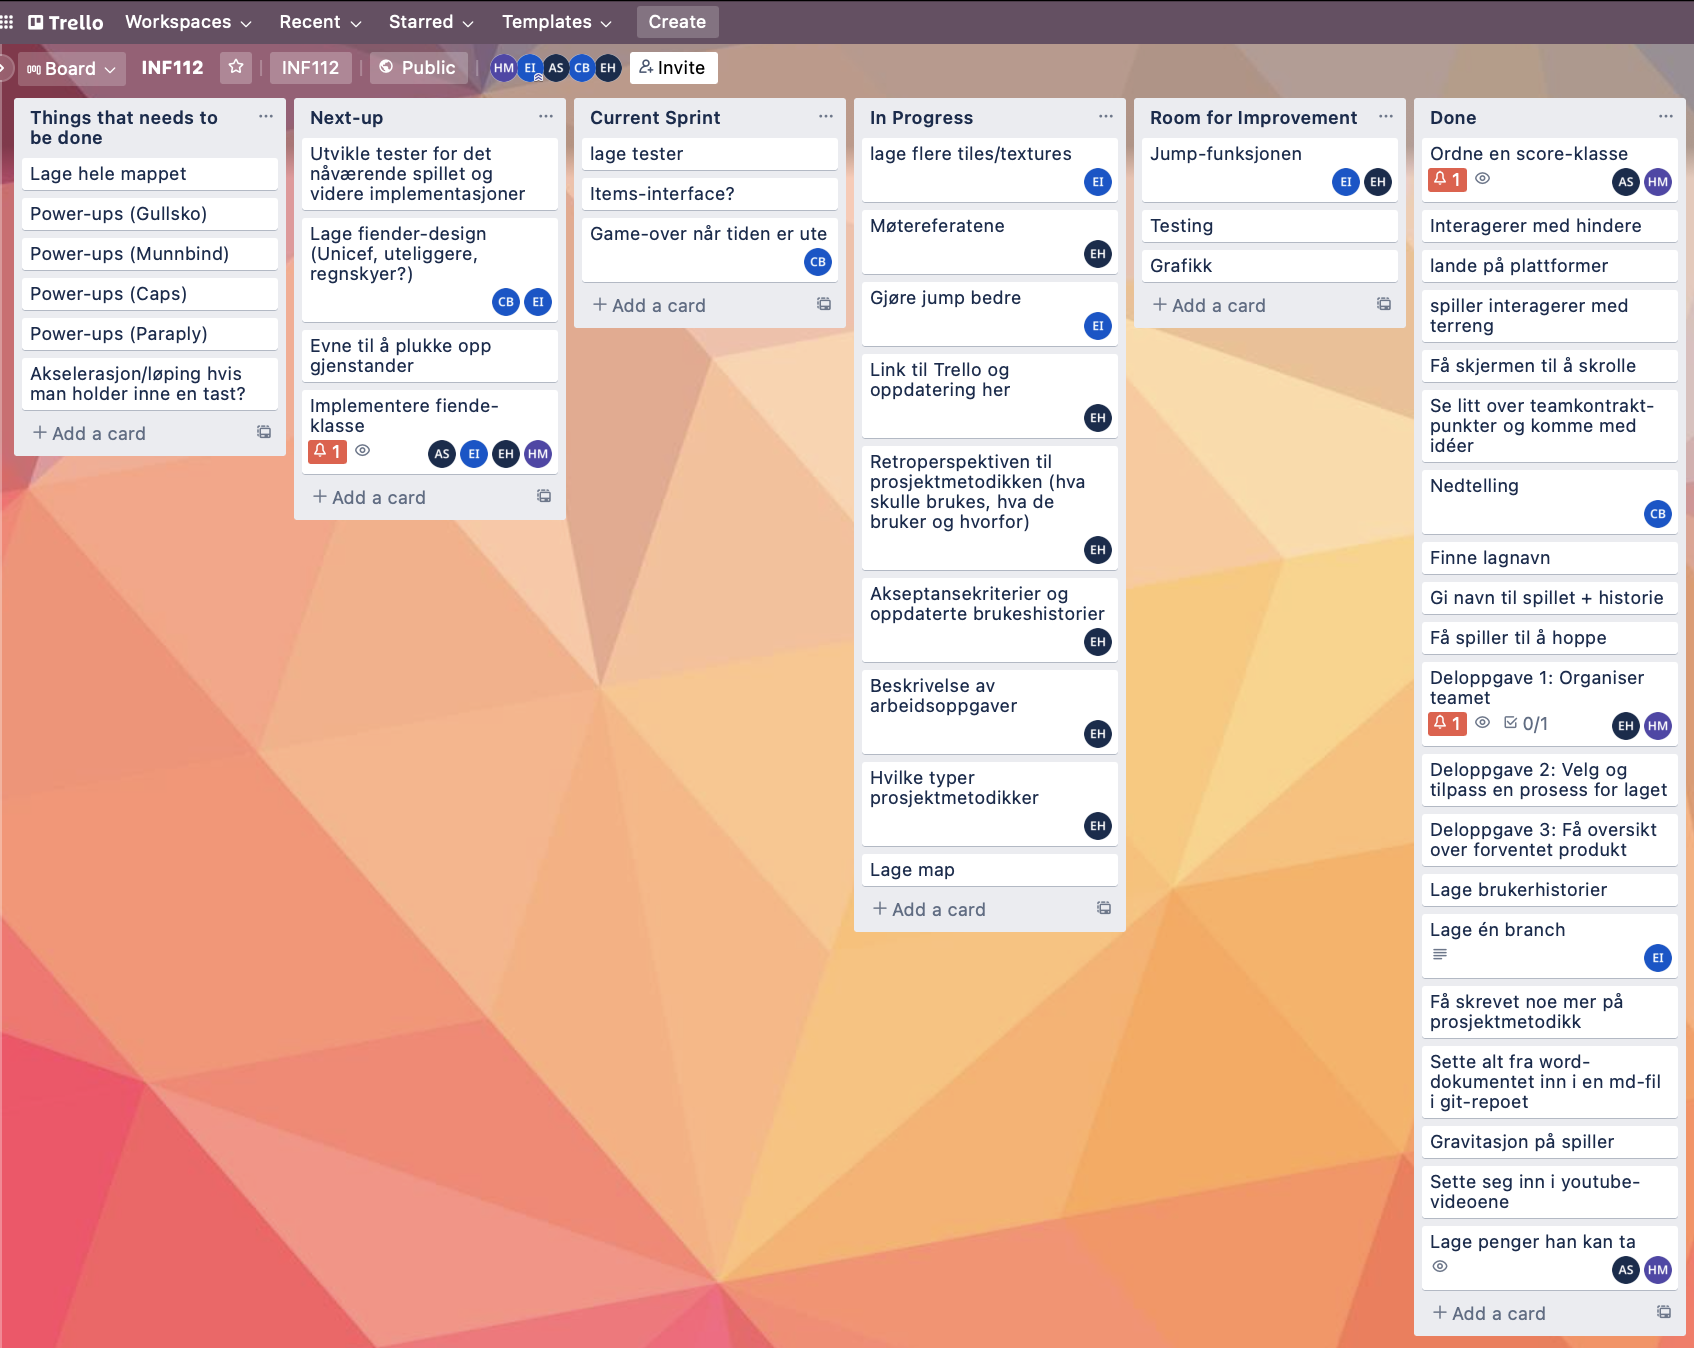 Trello Workspaces Recent Starred Templates Create
Board INF112 INF112 Public HM EI AS CB EH Invite
Things that needs to
be done
Lage hele mappet
Power-ups (Gullsko)
Power-ups (Munnbind)
Power-ups (Caps)
Power-ups (Paraply)
Akselerasjon/løping hvis
man holder inne en tast?
Add a card
Next-up
Utvikle tester for det
nåværende spillet og
videre implementasjoner
Lage fiender-design
(Unicef, uteliggere,
regnskyer?)
CB EI
Evne til å plukke opp
gjenstander
Implementere fiende-
klasse
1 AS EI EH HM
Add a card
Current Sprint
lage tester
Items-interface?
Game-over når tiden er ute
CB
Add a card
In Progress
lage flere tiles/textures
EI
Møtereferatene
EH
Gjøre jump bedre
EI
Link til Trello og
oppdatering her
EH
Retroperspektiven til
prosjektmetodikken (hva
skulle brukes, hva de
bruker og hvorfor)
EH
Akseptansekriterier og
oppdaterte brukeshistorier
EH
Beskrivelse av
arbeidsoppgaver
EH
Hvilke typer
prosjektmetodikker
EH
Lage map
Add a card
Room for Improvement
Jump-funksjonen
EI EH
Testing
Grafikk
Add a card
Done
Ordne en score-klasse
1 AS HM
Interagerer med hindere
lande på plattformer
spiller interagerer med
terreng
Få skjermen til å skrolle
Se litt over teamkontrakt-
punkter og komme med
idéer
Nedtelling
CB
Finne lagnavn
Gi navn til spillet + historie
Få spiller til å hoppe
Deloppgave 1: Organiser
teamet
1 0/1 EH HM
Deloppgave 2: Velg og
tilpass en prosess for laget
Deloppgave 3: Få oversikt
over forventet produkt
Lage brukerhistorier
Lage én branch
EI
Få skrevet noe mer på
prosjektmetodikk
Sette alt fra word-
dokumentet inn i en md-fil
i git-repoet
Gravitasjon på spiller
Sette seg inn i youtube-
videoene
Lage penger han kan ta
AS HM
Add a card